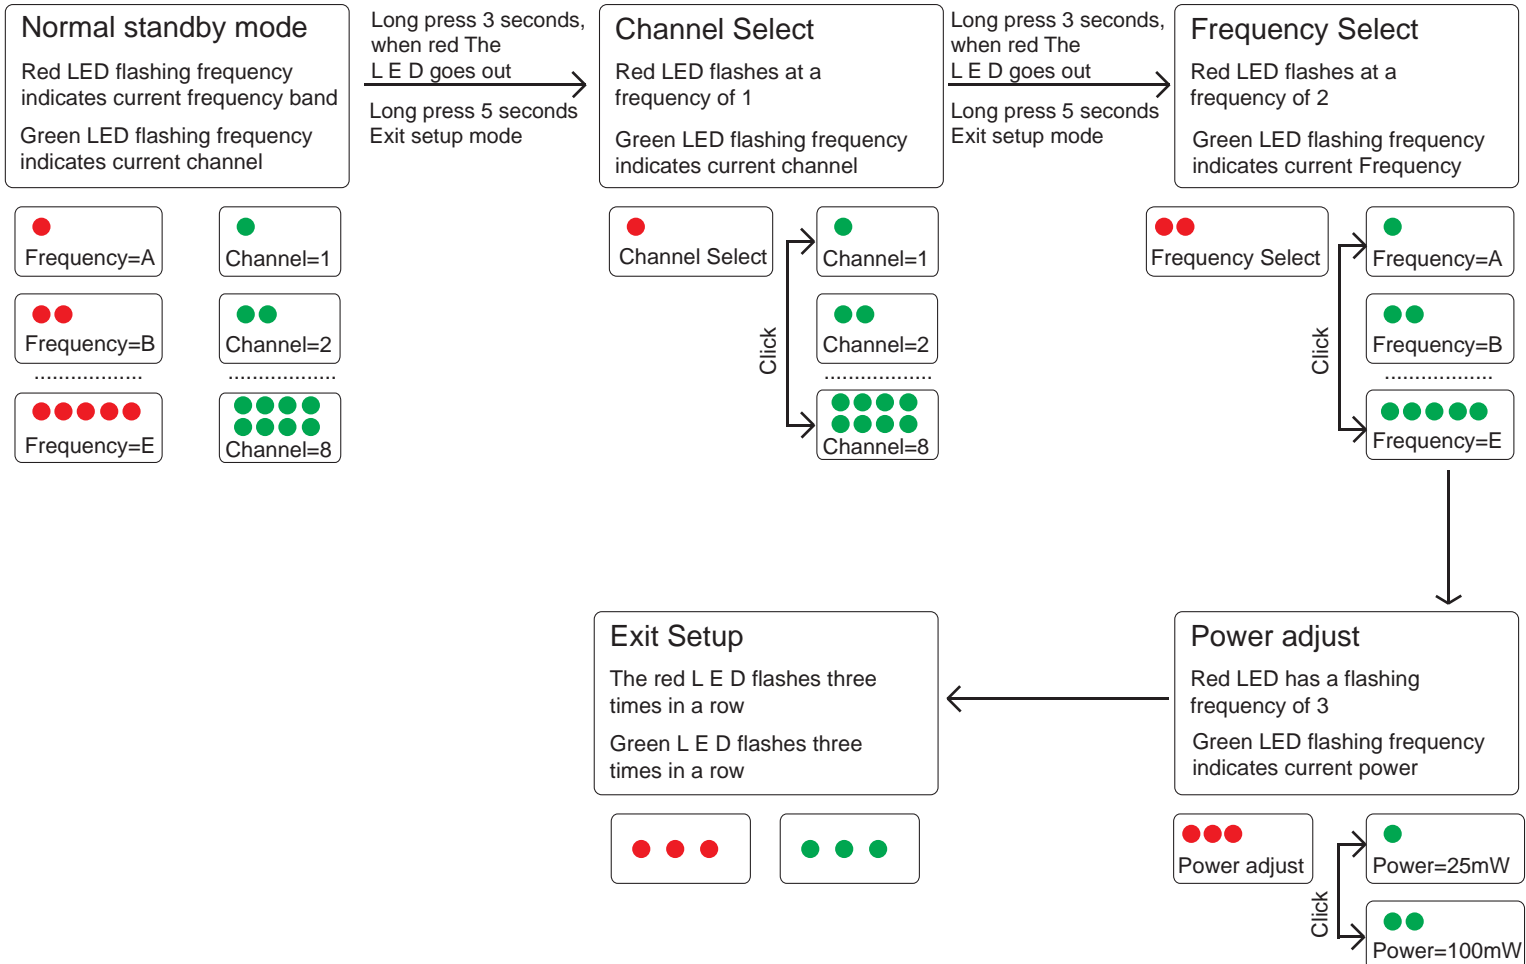 Normal standby mode
Red LED flashing frequency
indicates current frequency band
Green LED flashing frequency
indicates current channel
Long press 3 seconds,
when red The
L E D goes out
Long press 5 seconds
Exit setup mode
Channel Select
Red LED flashes at a
frequency of 1
Green LED flashing frequency
indicates current channel
Long press 3 seconds,
when red The
L E D goes out
Long press 5 seconds
Exit setup mode
Frequency Select
Red LED flashes at a
frequency of 2
Green LED flashing frequency
indicates current Frequency
Frequency=A
Channel=1
Frequency=B
Channel=2
..................
..................
Frequency=E
Channel=8
Channel Select
Click
Channel=1
Channel=2
..................
Channel=8
Frequency Select
Click
Frequency=A
Frequency=B
..................
Frequency=E
Exit Setup
The red L E D flashes three
times in a row
Green L E D flashes three
times in a row
Power adjust
Red LED has a flashing
frequency of 3
Green LED flashing frequency
indicates current power
Power adjust
Click
Power=25mW
Power=100mW